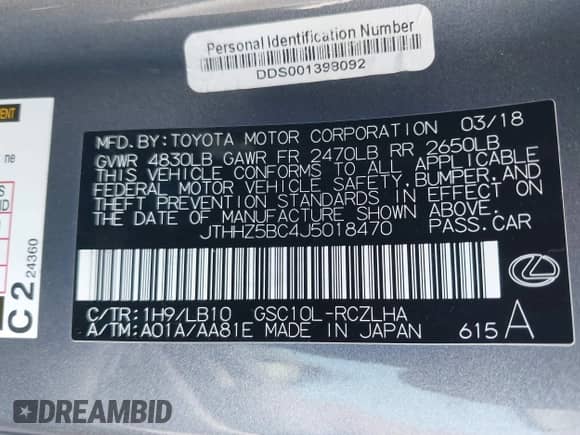 Personal Identification Number
DDS001398092
MFD. BY: TOYOTA MOTOR CORPORATION 03/18
GVWR 4830LB GAWR FR 2470LB RR 2650LB
THIS VEHICLE CONFORMS TO ALL APPLICABLE
FEDERAL MOTOR VEHICLE SAFETY, BUMPER, AND
THEFT PREVENTION STANDARDS IN EFFECT ON
THE DATE OF MANUFACTURE SHOWN ABOVE.
JTHHZ5BC4J5018470 PASS. CAR
C/TR: 1H9/LB10 GSC10L-RCZLHA
A/TM: A01A/AA81E MADE IN JAPAN 615 A
ne
C2
24360
DREAMBID